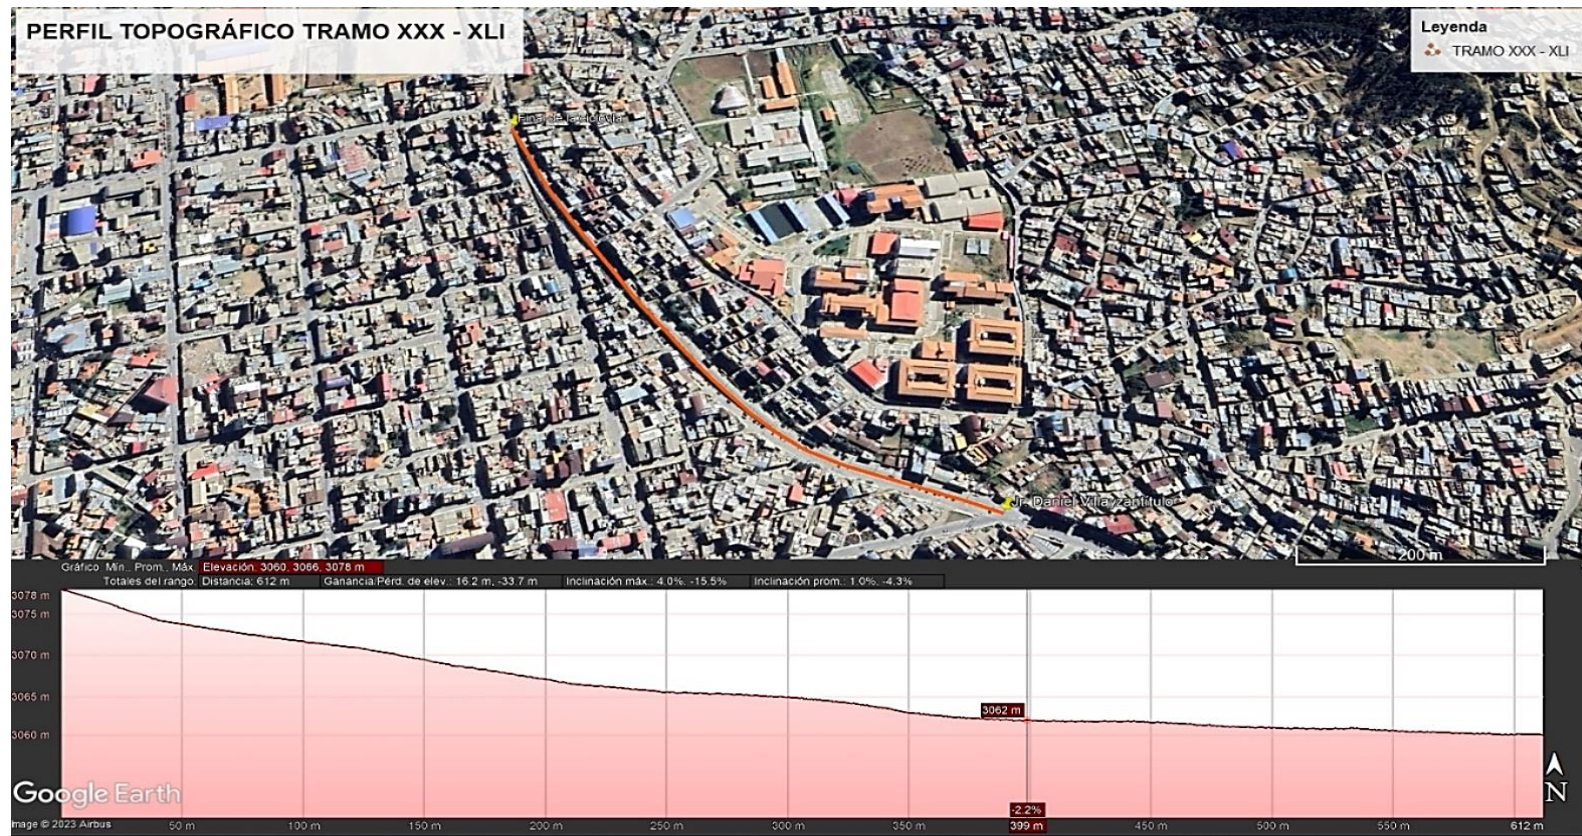 PERFIL TOPOGRÁFICO TRAMO XXX - XLI
Leyenda
TRAMO XXX - XLI
Final de la
Jr. Daniel
200 m
Gráfico: Mín., Prom., Máx. Elevación: 3060, 3066, 3078 m
Totales del rango: Distancia: 612 m Ganancia/Pérd. de elev.: 16.2 m, -33.7 m Inclinación máx.: 4.0%, -15.5% Inclinación prom.: 1.0%, -4.3%
3078 m
3075 m
3070 m
3065 m
3062 m
3060 m
Google Earth
N
-2.2%
Image © 2023 Airbus
50 m 100 m 150 m 200 m 250 m 300 m 350 m 399 m 450 m 500 m 550 m 612 m